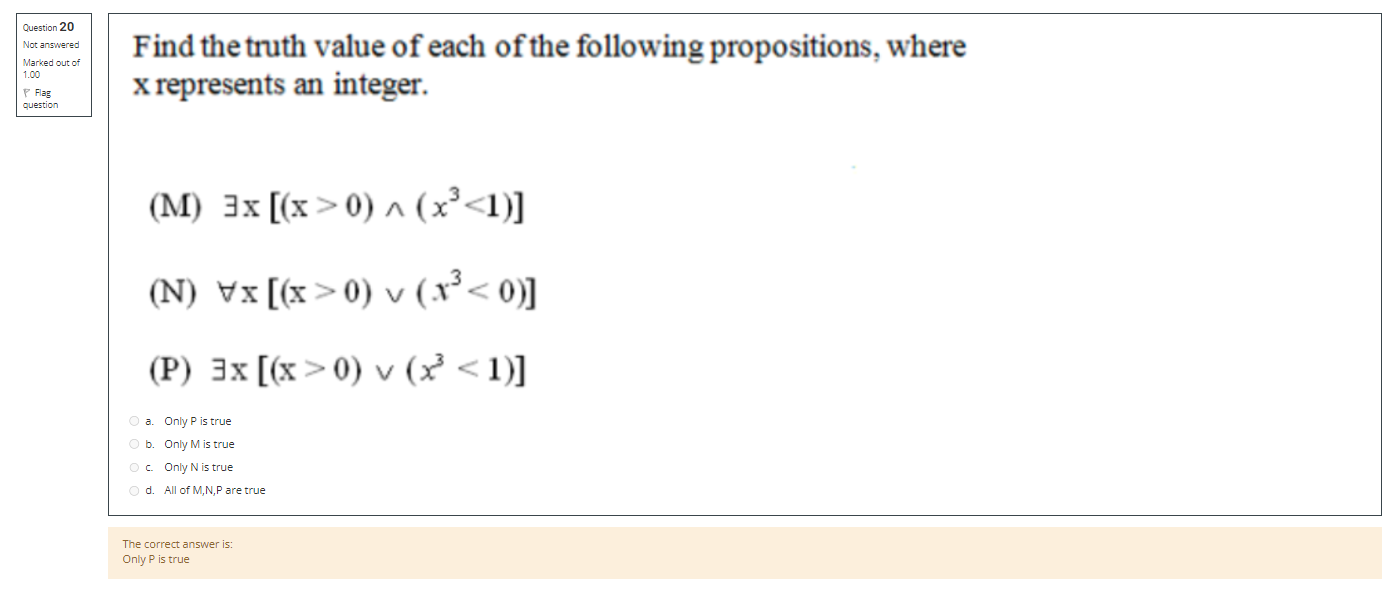 Question 20
Not answered
Marked out of
1.00
Flag
question
Find the truth value of each of the following propositions, where
x represents an integer.
(M) ∃x [(x > 0) ∧ (x³<1)]
(N) ∀x [(x > 0) ∨ (x³< 0)]
(P) ∃x [(x > 0) ∨ (x³ < 1)]
a. Only P is true
b. Only M is true
c. Only N is true
d. All of M,N,P are true
The correct answer is:
Only P is true